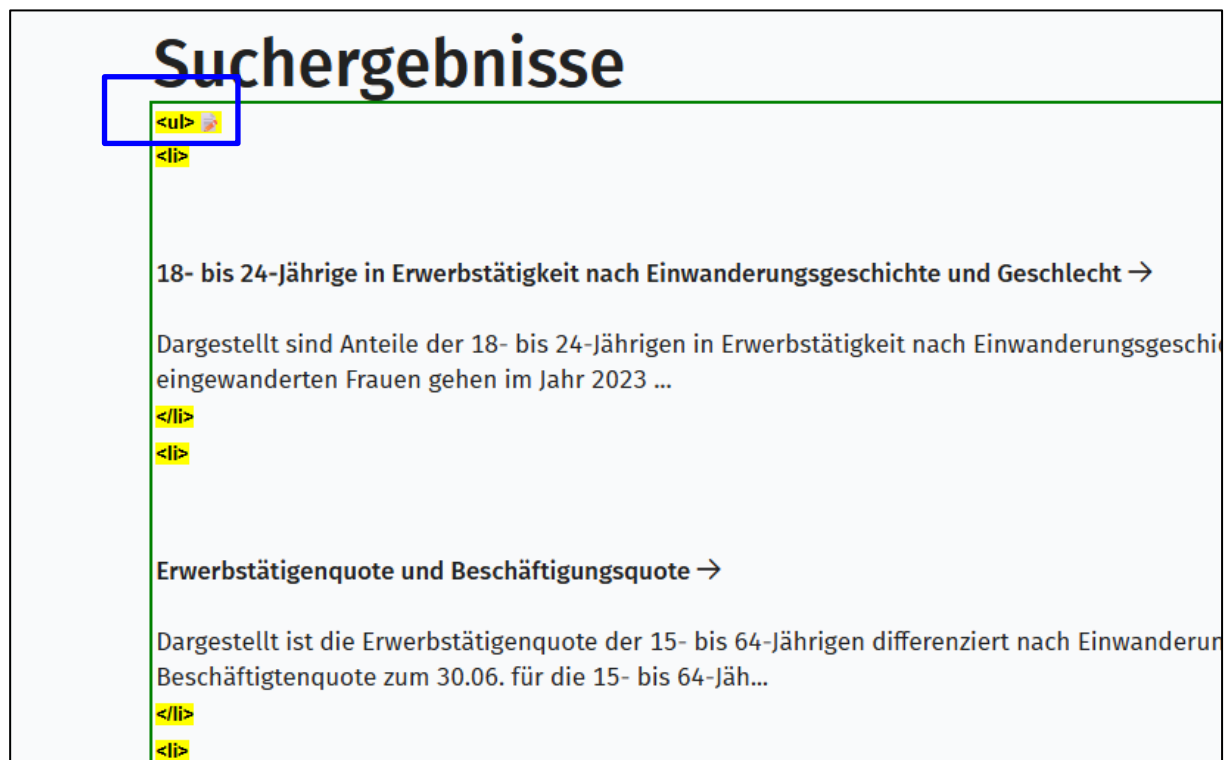 Suchergebnisse
<ul>
<li>
18- bis 24-Jährige in Erwerbstätigkeit nach Einwanderungsgeschichte und Geschlecht →
Dargestellt sind Anteile der 18- bis 24-Jährigen in Erwerbstätigkeit nach
eingewanderten Frauen gehen im Jahr 2023 ...
</li>
<li>
Erwerbstätigenquote und Beschäftigungsquote →
Dargestellt ist die Erwerbstätigenquote der 15- bis 64-Jährigen differenziert nach
Beschäftigtenquote zum 30.06. für die 15- bis 64-Jäh...
</li>
<li>